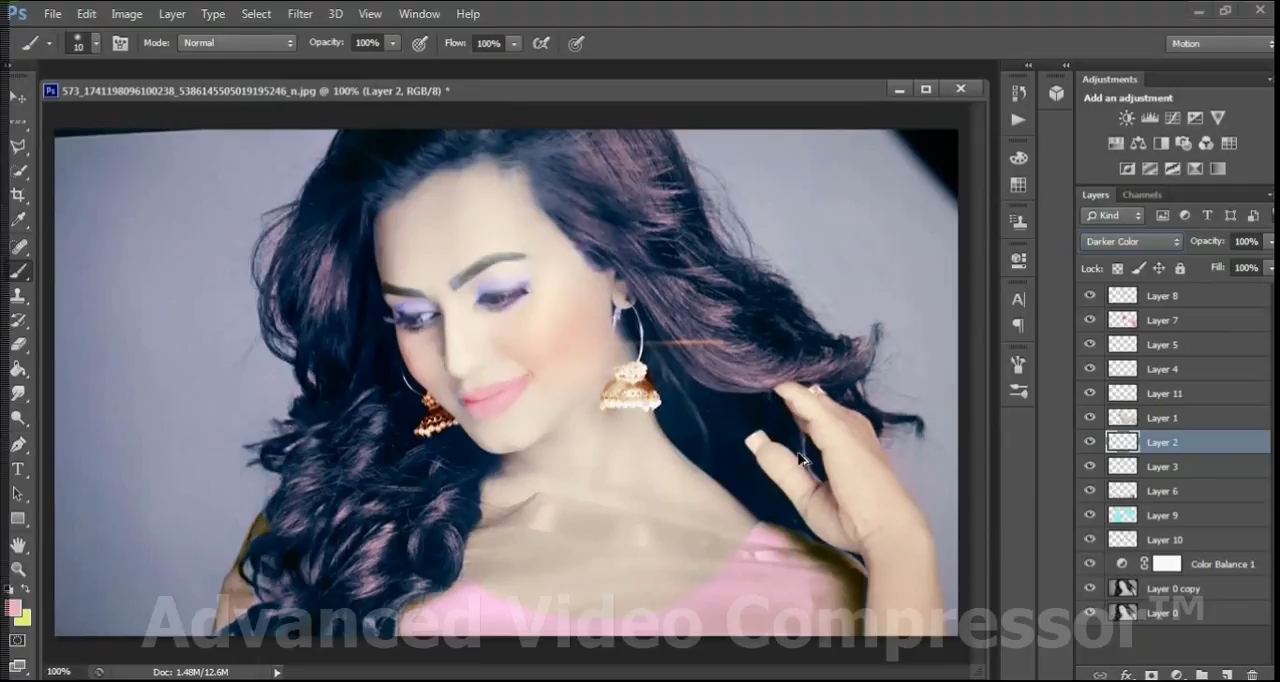 Ps File Edit Image Layer Type Select Filter 3D View Window Help
10 Mode: Normal Opacity: 100% Flow: 100% Motion
Ps 573_1741198096100238_5386145505019195246_n.jpg @ 100% (Layer 2, RGB/8) *
Adjustments
Add an adjustment
Layers Channels
Kind
Darker Color Opacity: 100%
Lock: Fill: 100%
Layer 8
Layer 7
Layer 5
Layer 4
Layer 11
Layer 1
Layer 2
Layer 3
Layer 6
Layer 9
Layer 10
Color Balance 1
Layer 0 copy
Layer 0
Advanced Video Compressor™
100% Doc: 1.48M/12.6M